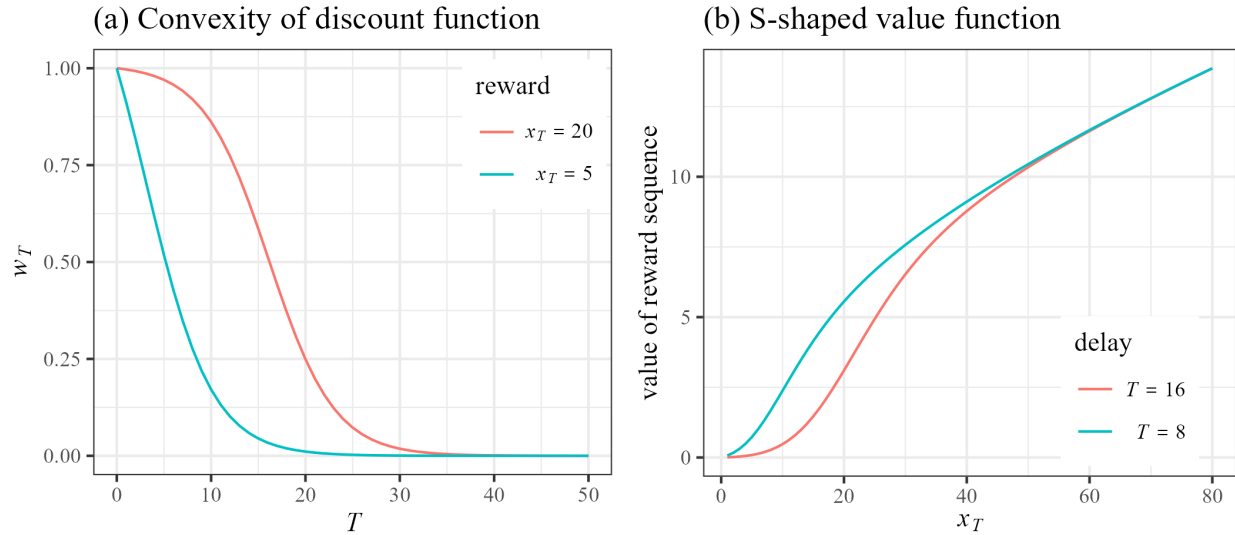 (a) Convexity of discount function
1.00
0.75
0.50
0.25
0.00
w_T
0
10
20
30
40
50
T
reward
x_T = 20
x_T = 5
(b) S-shaped value function
10
5
0
value of reward sequence
0
20
40
60
80
x_T
delay
T = 16
T = 8